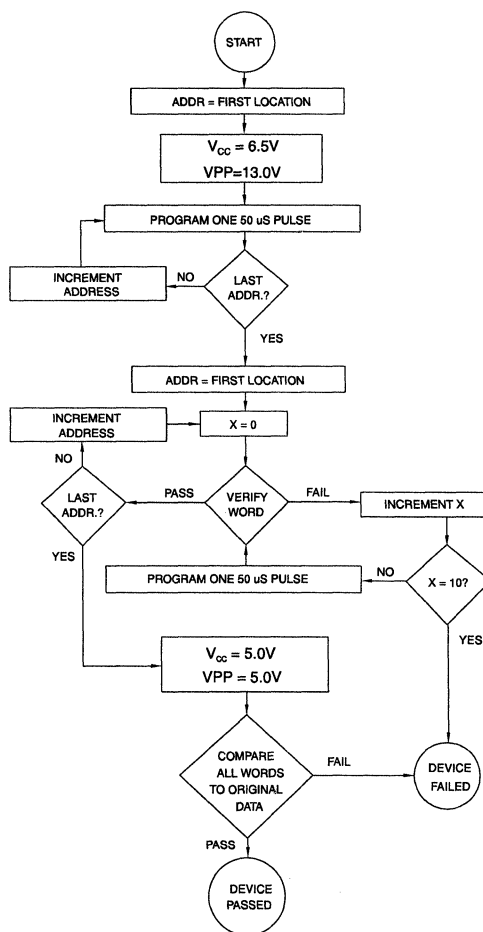 START
ADDR = FIRST LOCATION
VCC = 6.5V
VPP=13.0V
PROGRAM ONE 50 uS PULSE
INCREMENT
ADDRESS
NO
LAST
ADDR.?
YES
ADDR = FIRST LOCATION
INCREMENT
ADDRESS
X = 0
NO
LAST
ADDR.?
PASS
VERIFY
WORD
FAIL
INCREMENT X
YES
PROGRAM ONE 50 uS PULSE
NO
X = 10?
YES
VCC = 5.0V
VPP = 5.0V
COMPARE
ALL WORDS
TO ORIGINAL
DATA
FAIL
DEVICE
FAILED
PASS
DEVICE
PASSED